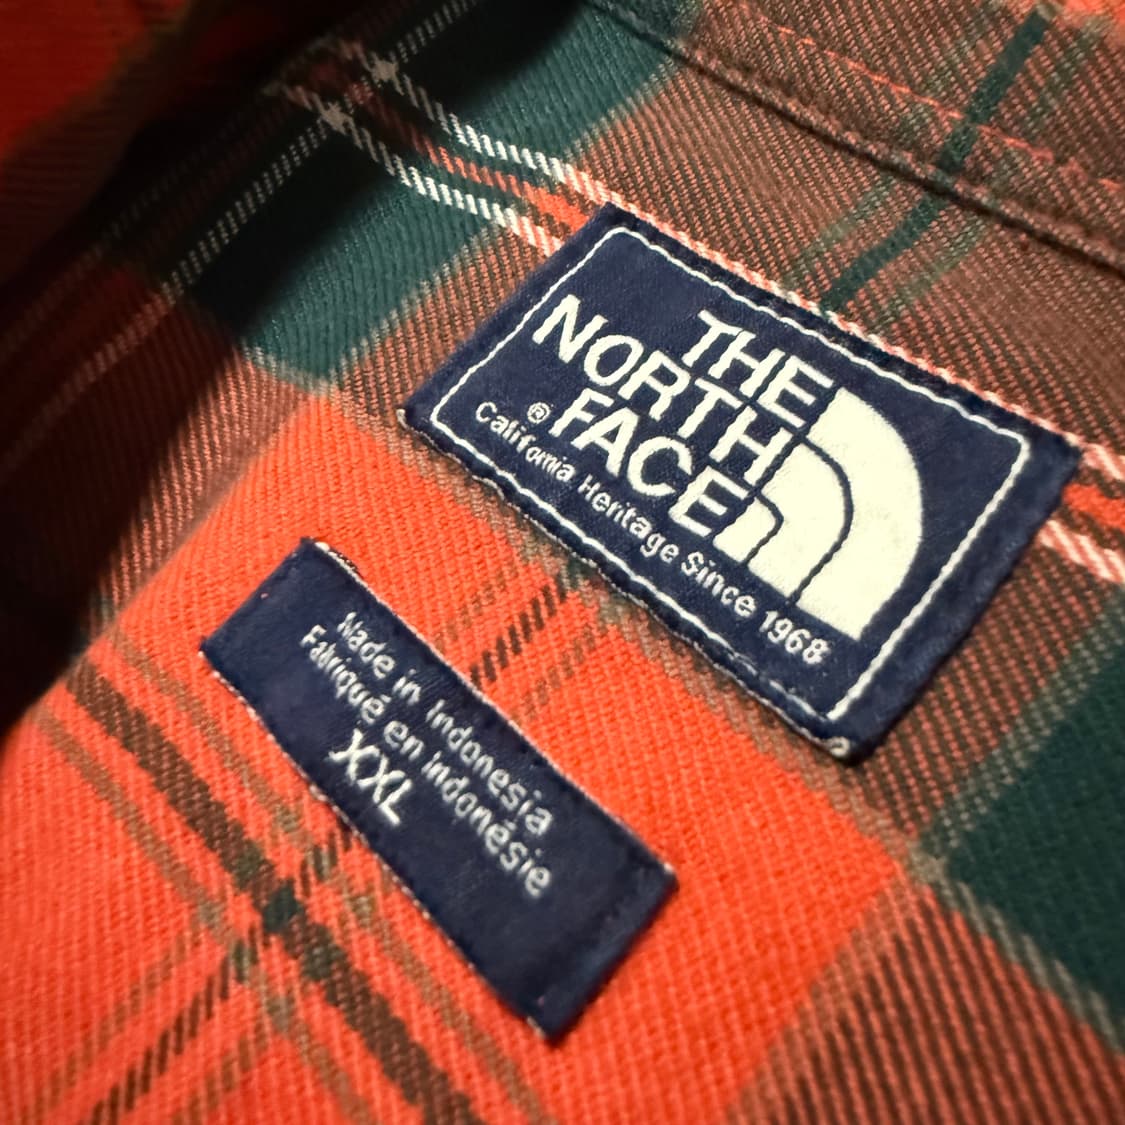 THE
NORTH
FACE
®
California Heritage Since 1968
Made in Indonesia
Fabriqué en Indonésie
XXL